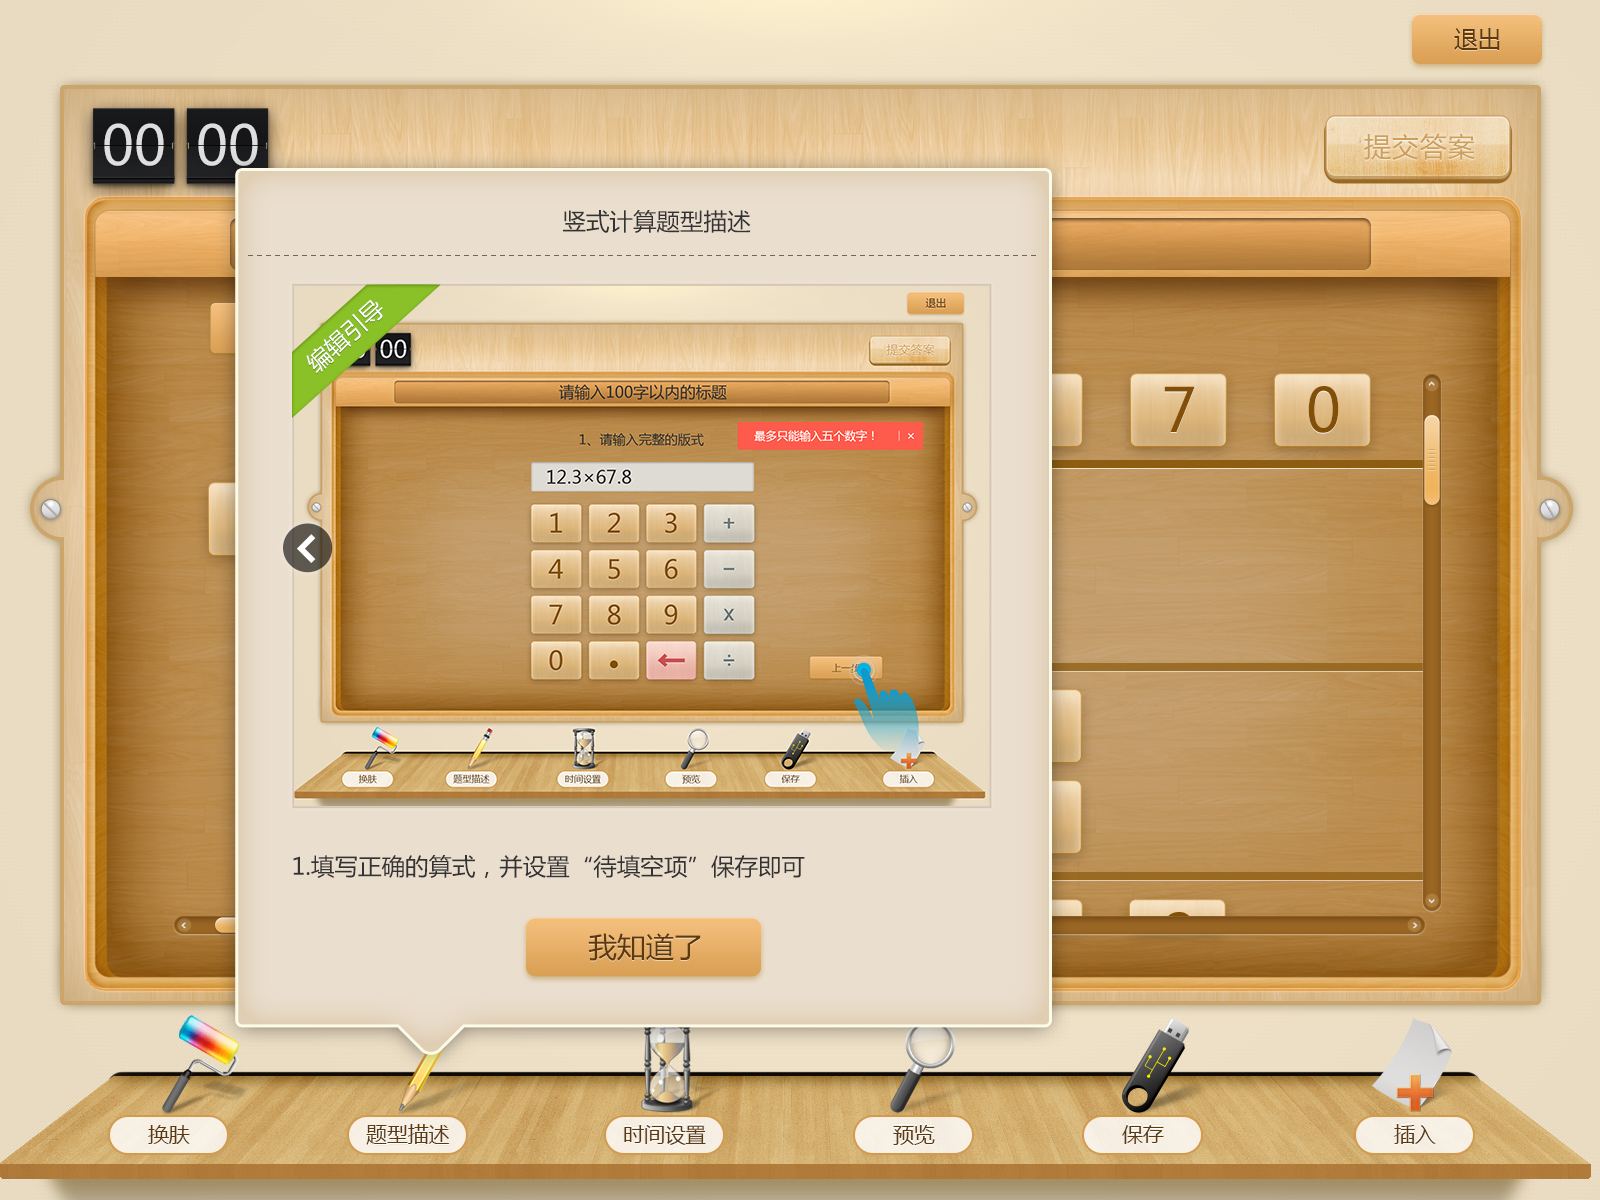 退出
00 00
提交答案
竖式计算题型描述
编辑引导
退出
00
提交答案
请输入100字以内的标题
1、请输入完整的版式
最多只能输入五个数字！ ×
12.3×67.8
1 2 3 +
4 5 6 −
7 8 9 x
0 . ← ÷
上一
换肤 题型描述 时间设置 预览 保存 插入
7 0
1.填写正确的算式，并设置“待填空项”保存即可
我知道了
换肤 题型描述 时间设置 预览 保存 插入